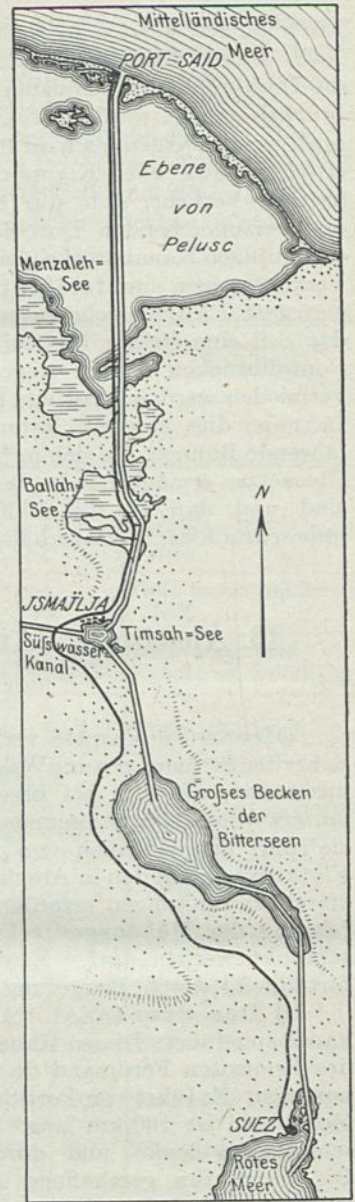 Mittelländisches
Meer
PORT-SAID
Ebene
von
Pelusc
Menzaleh=
See
Ballah=
See
N
JSMAJLJA
Timsah=See
Süßwasser=
Kanal
Großes Becken
der
Bitterseen
SUEZ
Rotes
Meer